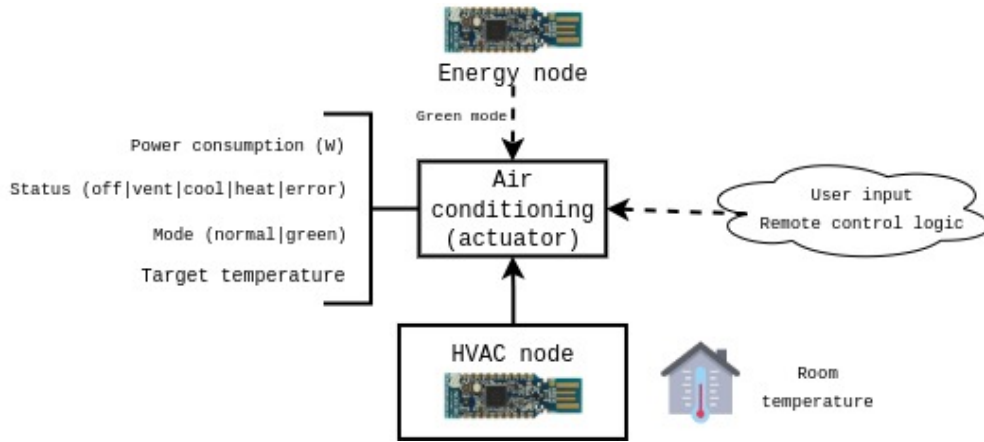 Energy node
Green mode
Power consumption (W)
Status (off|vent|cool|heat|error)
Mode (normal|green)
Target temperature
Air
conditioning
(actuator)
User input
Remote control logic
HVAC node
Room
temperature